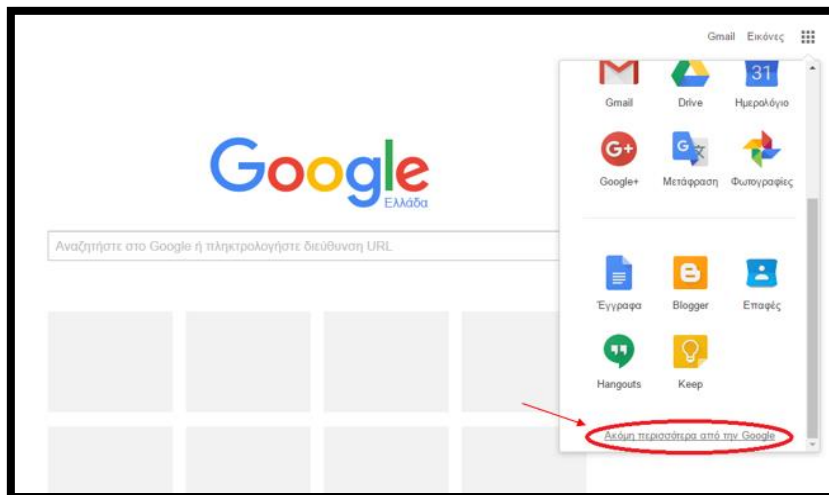 Gmail Εικόνες
31
Gmail Drive Ημερολόγιο
G+ G 文
Google+ Μετάφραση Φωτογραφίες
Google
Ελλάδα
Αναζητήστε στο Google ή πληκτρολογήστε διεύθυνση URL
Έγγραφα Blogger Επαφές
Hangouts Keep
Ακόμη περισσότερα από την Google